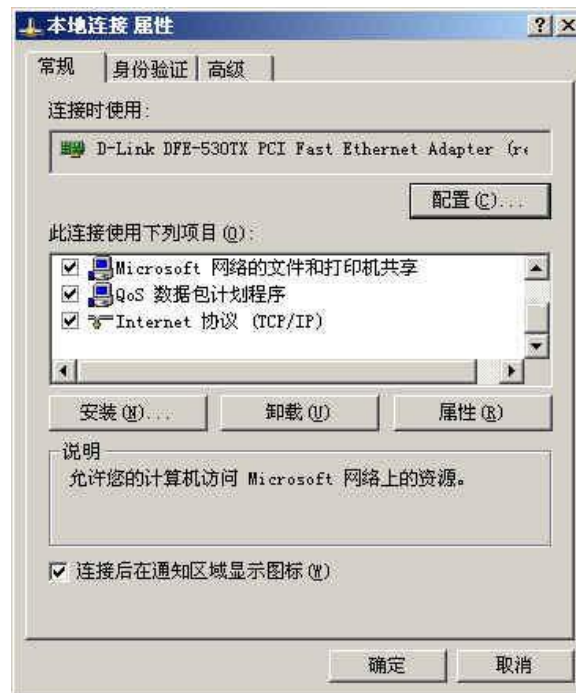 本地连接 属性
常规 身份验证 高级
连接时使用:
D-Link DFE-530TX PCI Fast Ethernet Adapter (re
配置(C)...
此连接使用下列项目(O):
Microsoft 网络的文件和打印机共享
QoS 数据包计划程序
Internet 协议 (TCP/IP)
安装(N)... 卸载(U) 属性(R)
说明
允许您的计算机访问 Microsoft 网络上的资源。
连接后在通知区域显示图标(W)
确定 取消